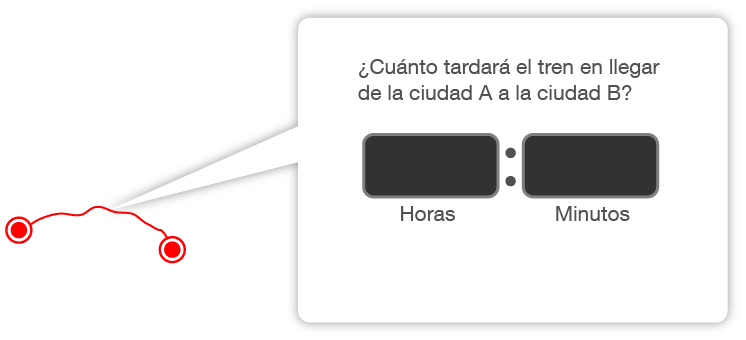 ¿Cuánto tardará el tren en llegar
de la ciudad A a la ciudad B?
:
Horas
Minutos